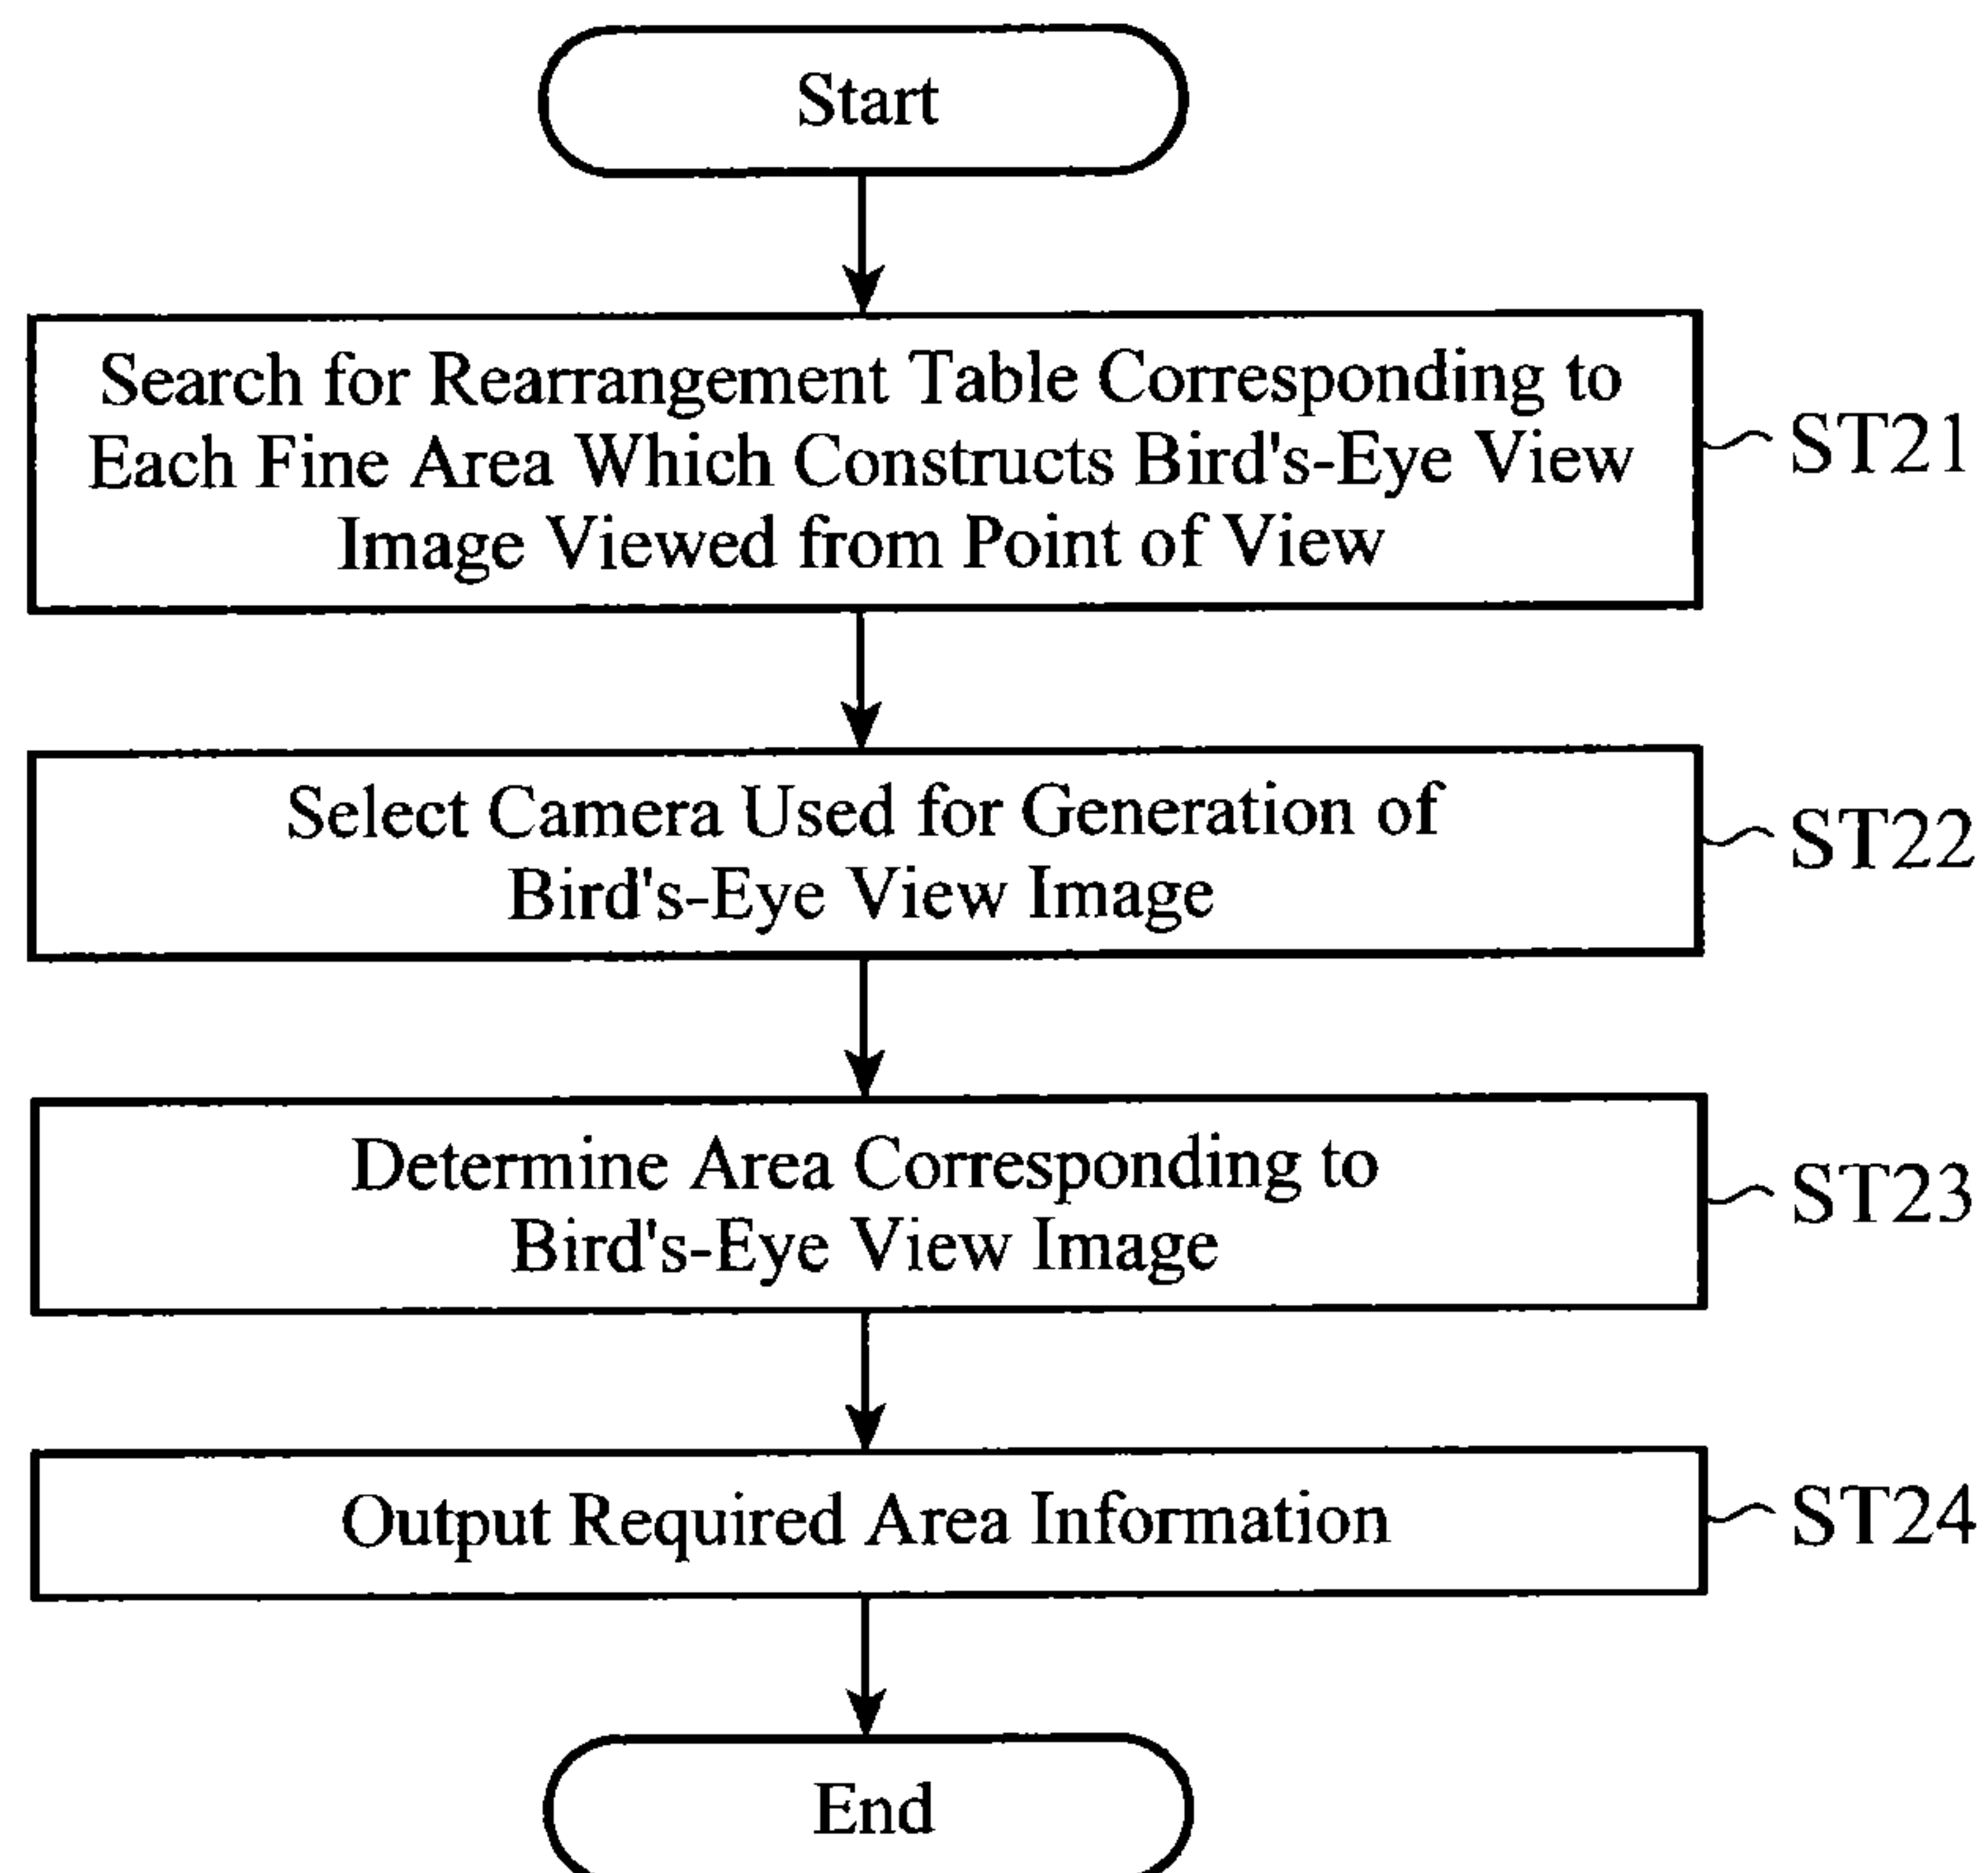 Start
Search for Rearrangement Table Corresponding to
Each Fine Area Which Constructs Bird's-Eye View
Image Viewed from Point of View
ST21
Select Camera Used for Generation of
Bird's-Eye View Image
ST22
Determine Area Corresponding to
Bird's-Eye View Image
ST23
Output Required Area Information
ST24
End